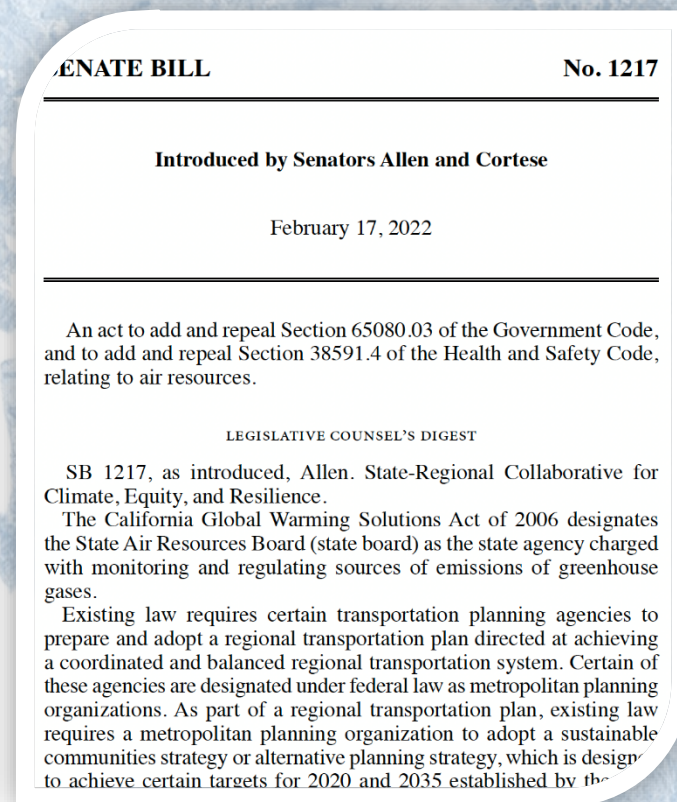 SENATE BILL No. 1217
Introduced by Senators Allen and Cortese
February 17, 2022
An act to add and repeal Section 65080.03 of the Government Code,
and to add and repeal Section 38591.4 of the Health and Safety Code,
relating to air resources.
LEGISLATIVE COUNSEL’S DIGEST
SB 1217, as introduced, Allen. State-Regional Collaborative for
Climate, Equity, and Resilience.
The California Global Warming Solutions Act of 2006 designates
the State Air Resources Board (state board) as the state agency charged
with monitoring and regulating sources of emissions of greenhouse
gases.
Existing law requires certain transportation planning agencies to
prepare and adopt a regional transportation plan directed at achieving
a coordinated and balanced regional transportation system. Certain of
these agencies are designated under federal law as metropolitan planning
organizations. As part of a regional transportation plan, existing law
requires a metropolitan planning organization to adopt a sustainable
communities strategy or alternative planning strategy, which is designed
to achieve certain targets for 2020 and 2035 established by the